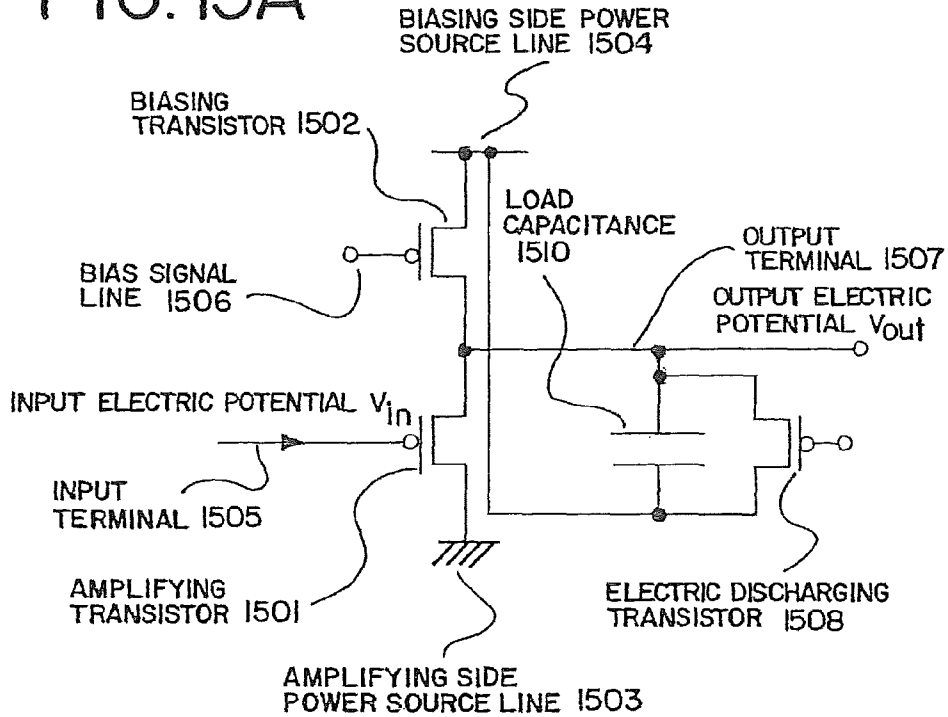 FIG. 15A
BIASING SIDE POWER
SOURCE LINE 1504
BIASING
TRANSISTOR 1502
LOAD
CAPACITANCE
1510
OUTPUT
TERMINAL 1507
BIAS SIGNAL
LINE 1506
OUTPUT ELECTRIC
POTENTIAL Vout
INPUT ELECTRIC POTENTIAL Vin
INPUT
TERMINAL 1505
AMPLIFYING
TRANSISTOR 1501
ELECTRIC DISCHARGING
TRANSISTOR 1508
AMPLIFYING SIDE
POWER SOURCE LINE 1503